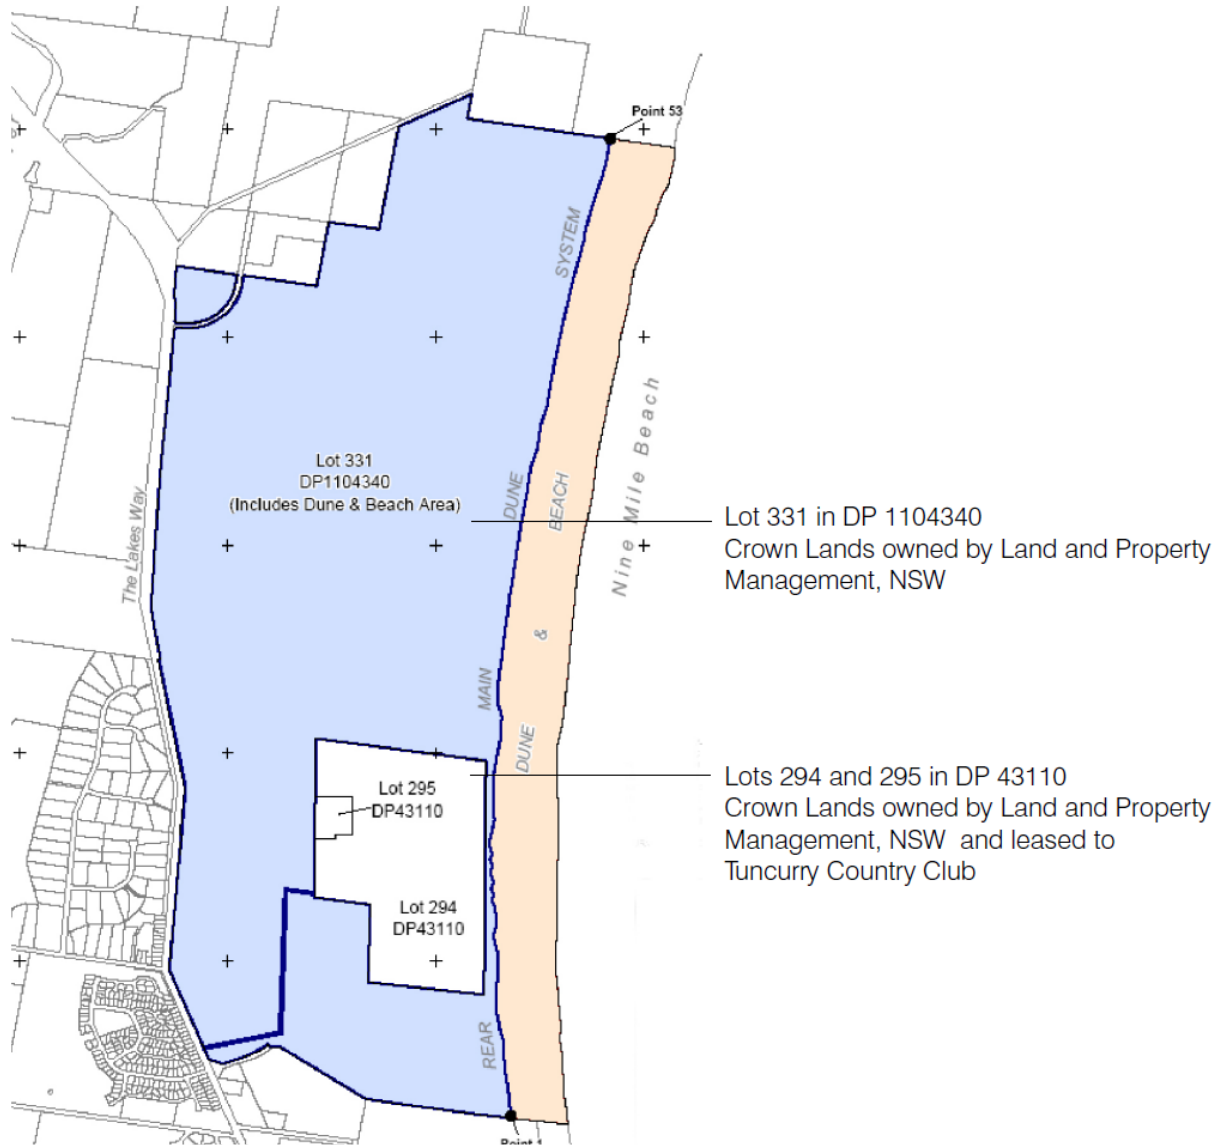 Point 53
SYSTEM
Nine Mile Beach
Lot 331
DP1104340
(Includes Dune & Beach Area)
DUNE
BEACH
The Lakes Way
Lot 331 in DP 1104340
Crown Lands owned by Land and Property
Management, NSW
&
MAIN
DUNE
Lot 295
DP43110
Lots 294 and 295 in DP 43110
Crown Lands owned by Land and Property
Management, NSW and leased to
Tuncurry Country Club
Lot 294
DP43110
REAR
Point 1